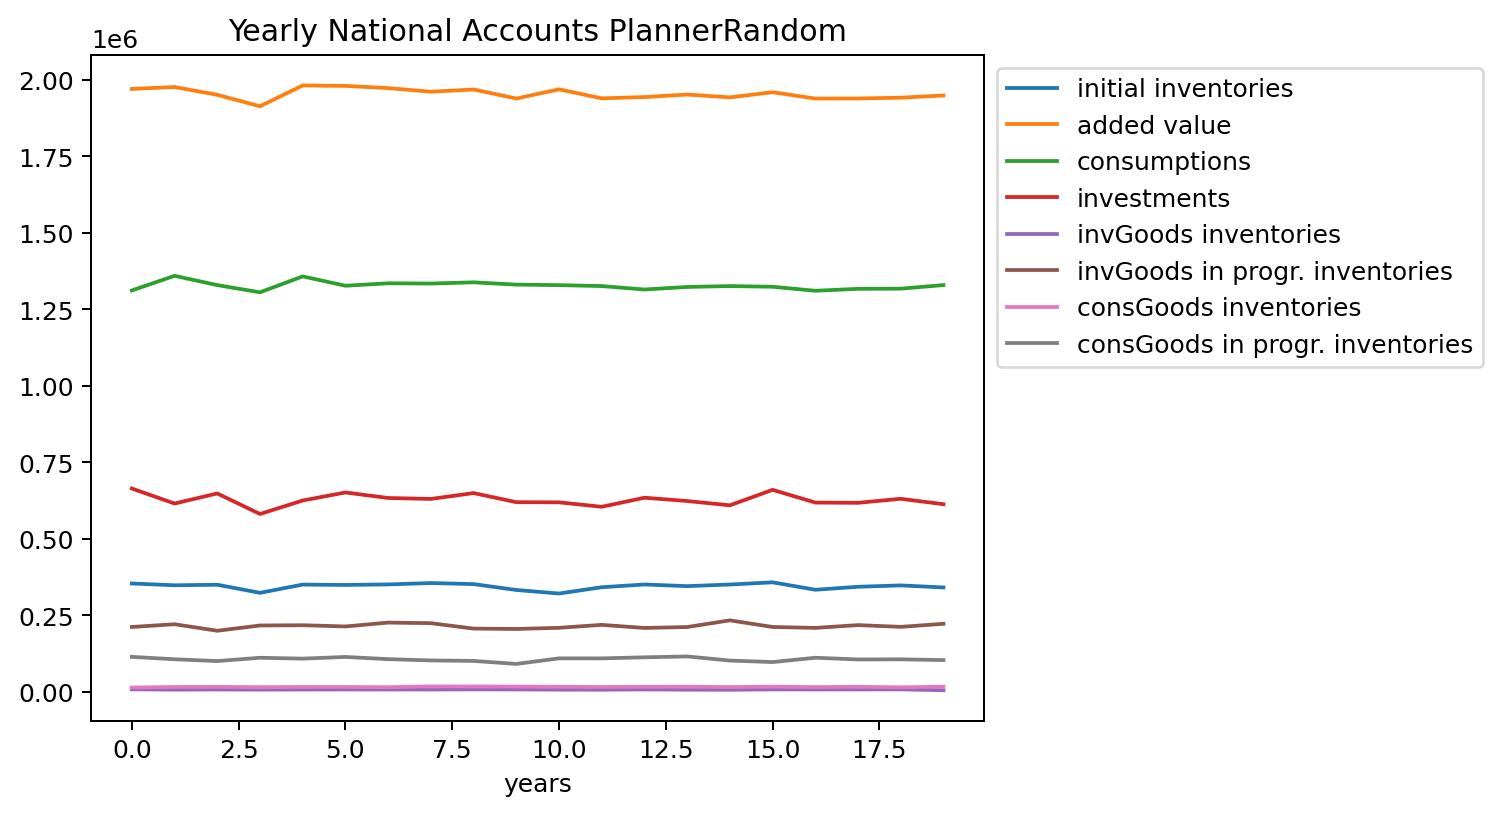 Yearly National Accounts PlannerRandom
1e6
2.00
1.75
1.50
1.25
1.00
0.75
0.50
0.25
0.00
0.0 2.5 5.0 7.5 10.0 12.5 15.0 17.5
years
initial inventories
added value
consumptions
investments
invGoods inventories
invGoods in progr. inventories
consGoods inventories
consGoods in progr. inventories